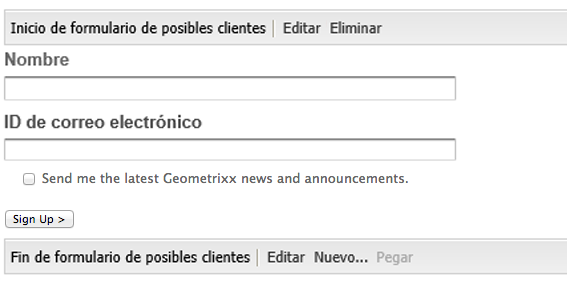 Inicio de formulario de posibles clientes Editar Eliminar
Nombre
ID de correo electrónico
Send me the latest Geometrixx news and announcements.
Sign Up >
Fin de formulario de posibles clientes Editar Nuevo... Pegar